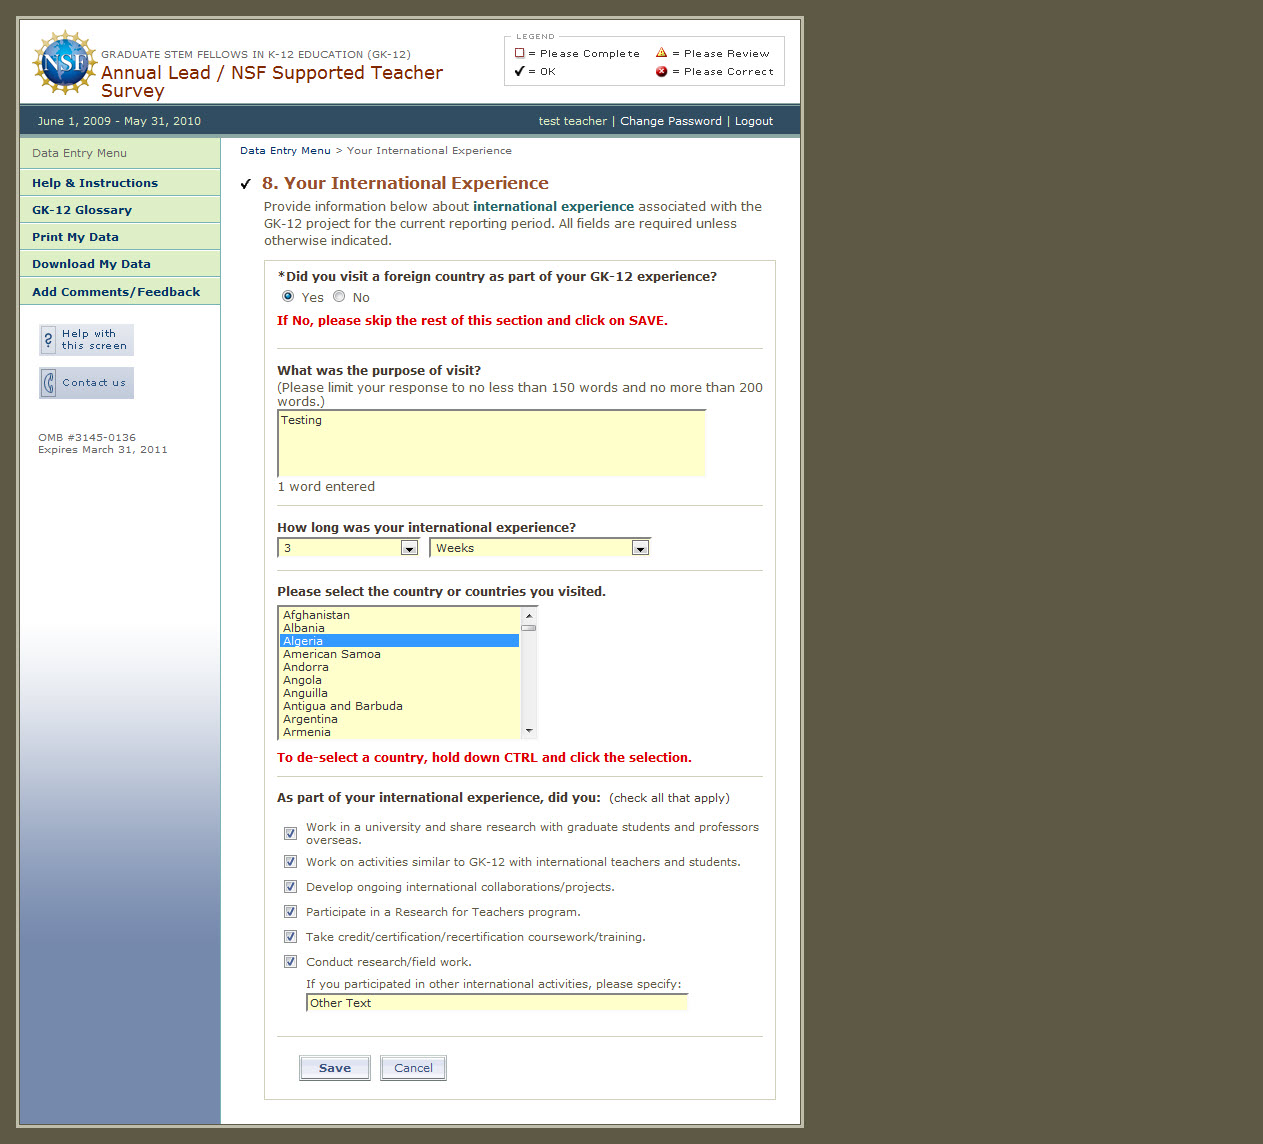 NSF
GRADUATE STEM FELLOWS IN K-12 EDUCATION (GK-12)
Annual Lead / NSF Supported Teacher
Survey
LEGEND
= Please Complete
= Please Review
= OK
= Please Correct
June 1, 2009 - May 31, 2010
test teacher | Change Password | Logout
Data Entry Menu
Help & Instructions
GK-12 Glossary
Print My Data
Download My Data
Add Comments/Feedback
? Help with
this screen
Contact us
OMB #3145-0136
Expires March 31, 2011
Data Entry Menu > Your International Experience
8. Your International Experience
Provide information below about international experience associated with the
GK-12 project for the current reporting period. All fields are required unless
otherwise indicated.
*Did you visit a foreign country as part of your GK-12 experience?
Yes No
If No, please skip the rest of this section and click on SAVE.
What was the purpose of visit?
(Please limit your response to no less than 150 words and no more than 200
words.)
Testing
1 word entered
How long was your international experience?
3 Weeks
Please select the country or countries you visited.
Afghanistan
Albania
Algeria
American Samoa
Andorra
Angola
Anguilla
Antigua and Barbuda
Argentina
Armenia
To de-select a country, hold down CTRL and click the selection.
As part of your international experience, did you: (check all that apply)
Work in a university and share research with graduate students and professors
overseas.
Work on activities similar to GK-12 with international teachers and students.
Develop ongoing international collaborations/projects.
Participate in a Research for Teachers program.
Take credit/certification/recertification coursework/training.
Conduct research/field work.
If you participated in other international activities, please specify:
Other Text
Save Cancel